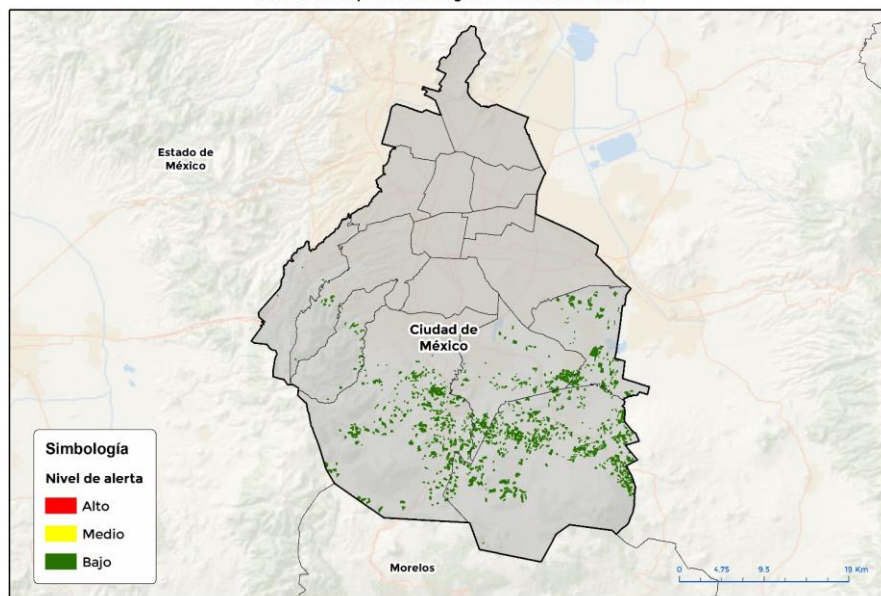 Estado de
México
Ciudad de
México
Simbología
Nivel de alerta
Alto
Medio
Bajo
Morelos
0 4.75 9.5 19 Km